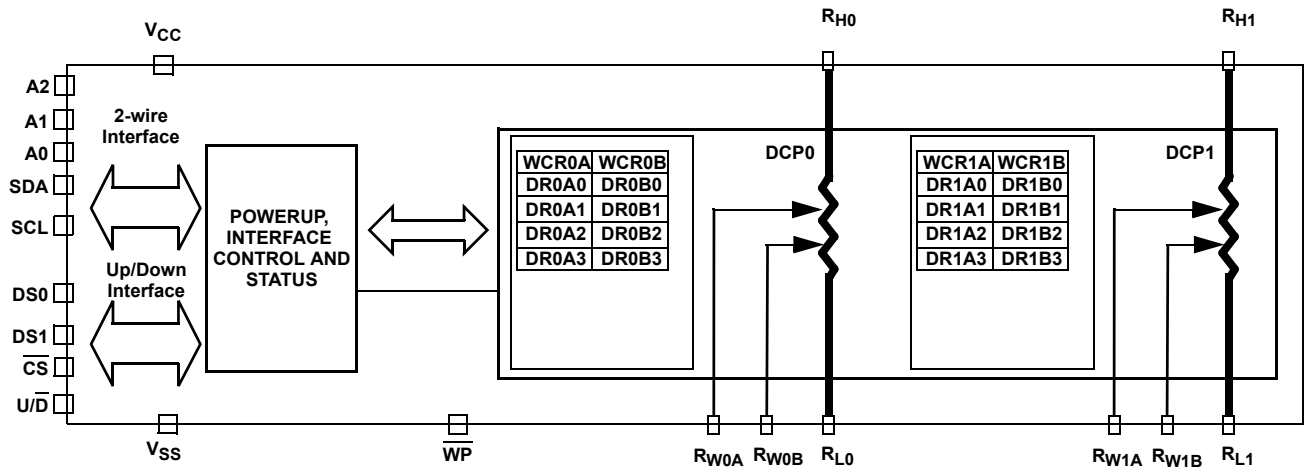 VCC
RH0
RH1
A2
A1
A0
SDA
SCL
DS0
DS1
C̅S̅
U/D̅
2-wire
Interface
Up/Down
Interface
POWERUP,
INTERFACE
CONTROL AND
STATUS
WCR0A WCR0B
DR0A0 DR0B0
DR0A1 DR0B1
DR0A2 DR0B2
DR0A3 DR0B3
DCP0
WCR1A WCR1B
DR1A0 DR1B0
DR1A1 DR1B1
DR1A2 DR1B2
DR1A3 DR1B3
DCP1
VSS
W̅P̅
RW0A
RW0B
RL0
RW1A
RW1B
RL1